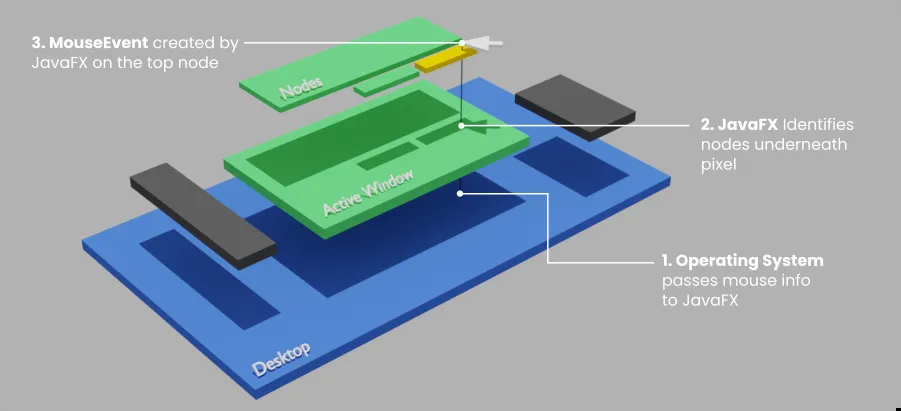 3. MouseEvent created by
JavaFX on the top node
Nodes
2. JavaFX Identifies
nodes underneath
pixel
Active Window
1. Operating System
passes mouse info
to JavaFX
Desktop